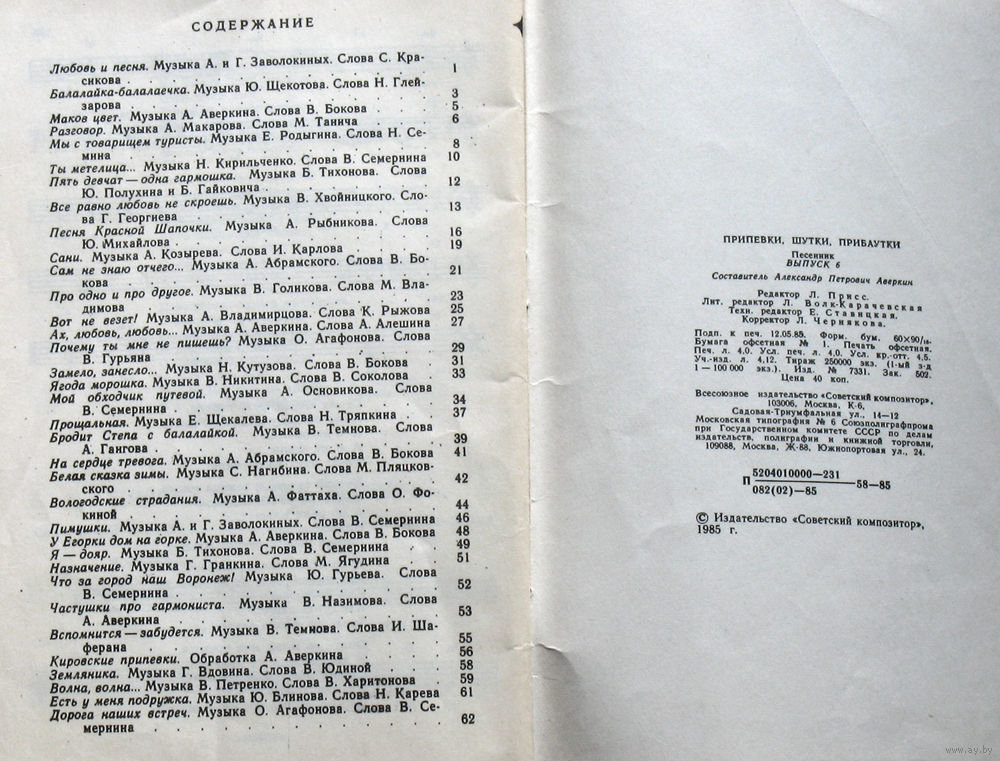 СОДЕРЖАНИЕ
Любовь и песня. Музыка А. и Г. Заволокиных. Слова С. Кра-
сикова . . . 1
Балалайка-балалаечка. Музыка Ю. Щекотова. Слова Н. Глей-
зарова . . . 3
Маков цвет. Музыка А. Аверкина. Слова В. Бокова . . . 5
Разговор. Музыка А. Макарова. Слова М. Танича . . . 6
Мы с товарищем туристы. Музыка Е. Родыгина. Слова Н. Се-
мина . . . 8
Ты метелица... Музыка Н. Кирильченко. Слова В. Семернина 10
Пять девчат — одна гармошка. Музыка Б. Тихонова. Слова
Ю. Полухина и Б. Гайковича . . . 12
Все равно любовь не скроешь. Музыка В. Хвойницкого. Сло-
ва Г. Георгиева . . . 13
Песня Красной Шапочки. Музыка А. Рыбникова. Слова
Ю. Михайлова . . . 16
Сани. Музыка А. Козырева. Слова И. Карлова . . . 19
Сам не знаю отчего... Музыка А. Абрамского. Слова В. Бо-
кова . . . 21
Про одно и про другое. Музыка В. Голикова. Слова М. Вла-
димова . . . 23
Вот не везет! Музыка А. Владимирцова. Слова К. Рыжова 25
Ах, любовь, любовь... Музыка А. Аверкина. Слова А. Алешина 27
Почему ты мне не пишешь? Музыка О. Агафонова. Слова
В. Гурьяна . . . 29
Замело, занесло... Музыка Н. Кутузова. Слова В. Бокова . 31
Ягода морошка. Музыка В. Никитина. Слова В. Соколова . 33
Мой обходчик путевой. Музыка А. Основикова. Слова
В. Семернина . . . 34
Прощальная. Музыка Е. Щекалева. Слова Н. Тряпкина . 37
Бродит Степа с балалайкой. Музыка В. Темнова. Слова
А. Гангова . . . 39
На сердце тревога. Музыка А. Абрамского. Слова В. Бокова 41
Белая сказка зимы. Музыка С. Нагибина. Слова М. Пляцков-
ского . . . 42
Вологодские страдания. Музыка А. Фаттаха. Слова О. Фо-
киной . . . 44
Пимушки. Музыка А. и Г. Заволокиных. Слова В. Семернина 46
У Егорки дом на горке. Музыка А. Аверкина. Слова В. Бокова 48
Я — дояр. Музыка Б. Тихонова. Слова В. Семернина . . . 49
Назначение. Музыка Г. Гранкина. Слова М. Ягудина . . . 51
Что за город наш Воронеж! Музыка Ю. Гурьева. Слова
В. Семернина . . . 52
Частушки про гармониста. Музыка В. Назимова. Слова
А. Аверкина . . . 53
Вспомнится — забудется. Музыка В. Темнова. Слова И. Ша-
ферана . . . 55
Кировские припевки. Обработка А. Аверкина . . . 56
Земляника. Музыка Г. Вдовина. Слова В. Юдиной . . . 58
Волна, волна... Музыка В. Петренко. Слова В. Харитонова . 59
Есть у меня подружка. Музыка Ю. Блинова. Слова Н. Карева 61
Дорога наших встреч. Музыка О. Агафонова. Слова В. Се-
мернина . . . 62
ПРИПЕВКИ, ШУТКИ, ПРИБАУТКИ
Песенник
ВЫПУСК 6
Составитель Александр Петрович Аверкин
Редактор Л. Присс.
Лит. редактор Л. Волк-Карачевская
Техн. редактор Е. Ставицкая.
Корректор Л. Чернякова.
Подп. к печ. 12.05.85. Форм. бум. 60×90/16.
Бумага офсетная № 1. Печать офсетная.
Печ. л. 4,0. Усл. печ. л. 4,0. Усл. кр.-отт. 4,5.
Уч.-изд. л. 4,12. Тираж 250000 экз. (1-ый з-д
1—100 000 экз.). Изд. № 7331. Зак. 502.
Цена 40 коп.
Всесоюзное издательство «Советский композитор»,
103006, Москва, К-6,
Садовая-Триумфальная ул., 14—12
Московская типография № 6 Союзполиграфпрома
при Государственном комитете СССР по делам
издательств, полиграфии и книжной торговли,
109088, Москва, Ж-88, Южнопортовая ул., 24.
П 5204010000—231
082(02)—85 58—85
© Издательство «Советский композитор»,
1985 г.
www.ay.by